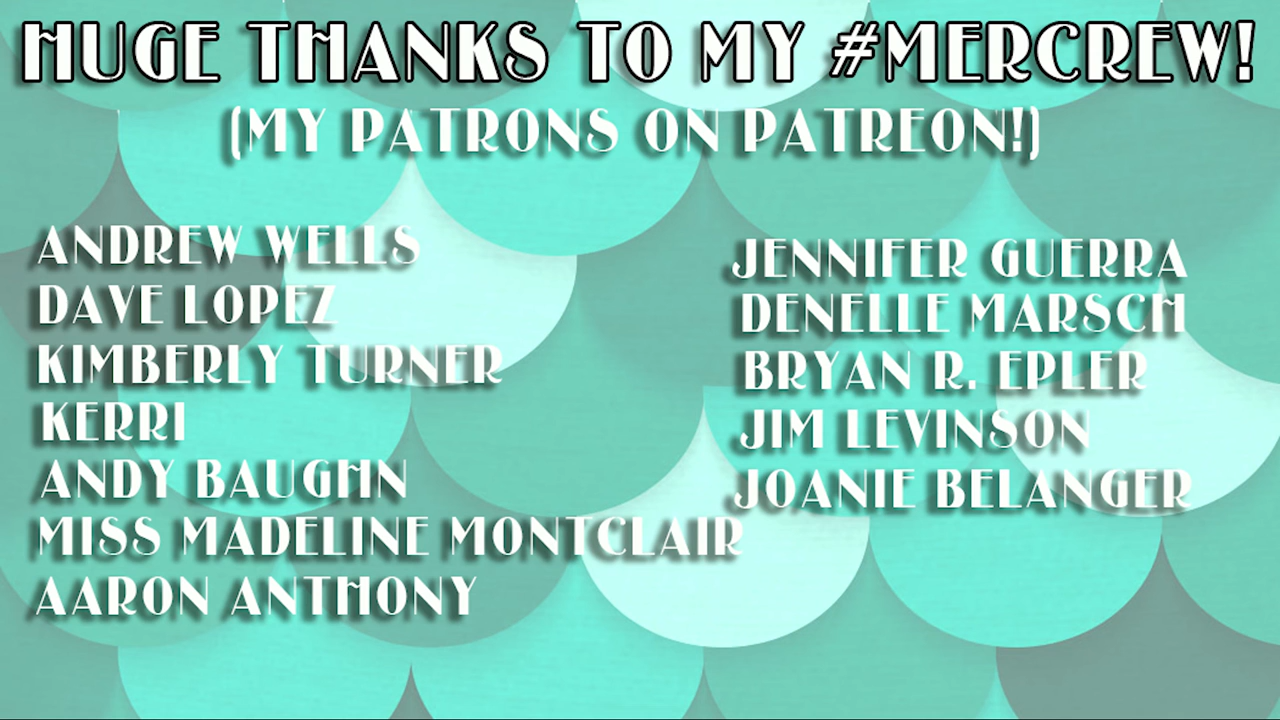 HUGE THANKS TO MY #MERCREW!
(MY PATRONS ON PATREON!)
ANDREW WELLS
DAVE LOPEZ
KIMBERLY TURNER
KERRI
ANDY BAUGHN
MISS MADELINE MONTCLAIR
AARON ANTHONY
JENNIFER GUERRA
DENELLE MARSCH
BRYAN R. EPLER
JIM LEVINSON
JOANIE BELANGER